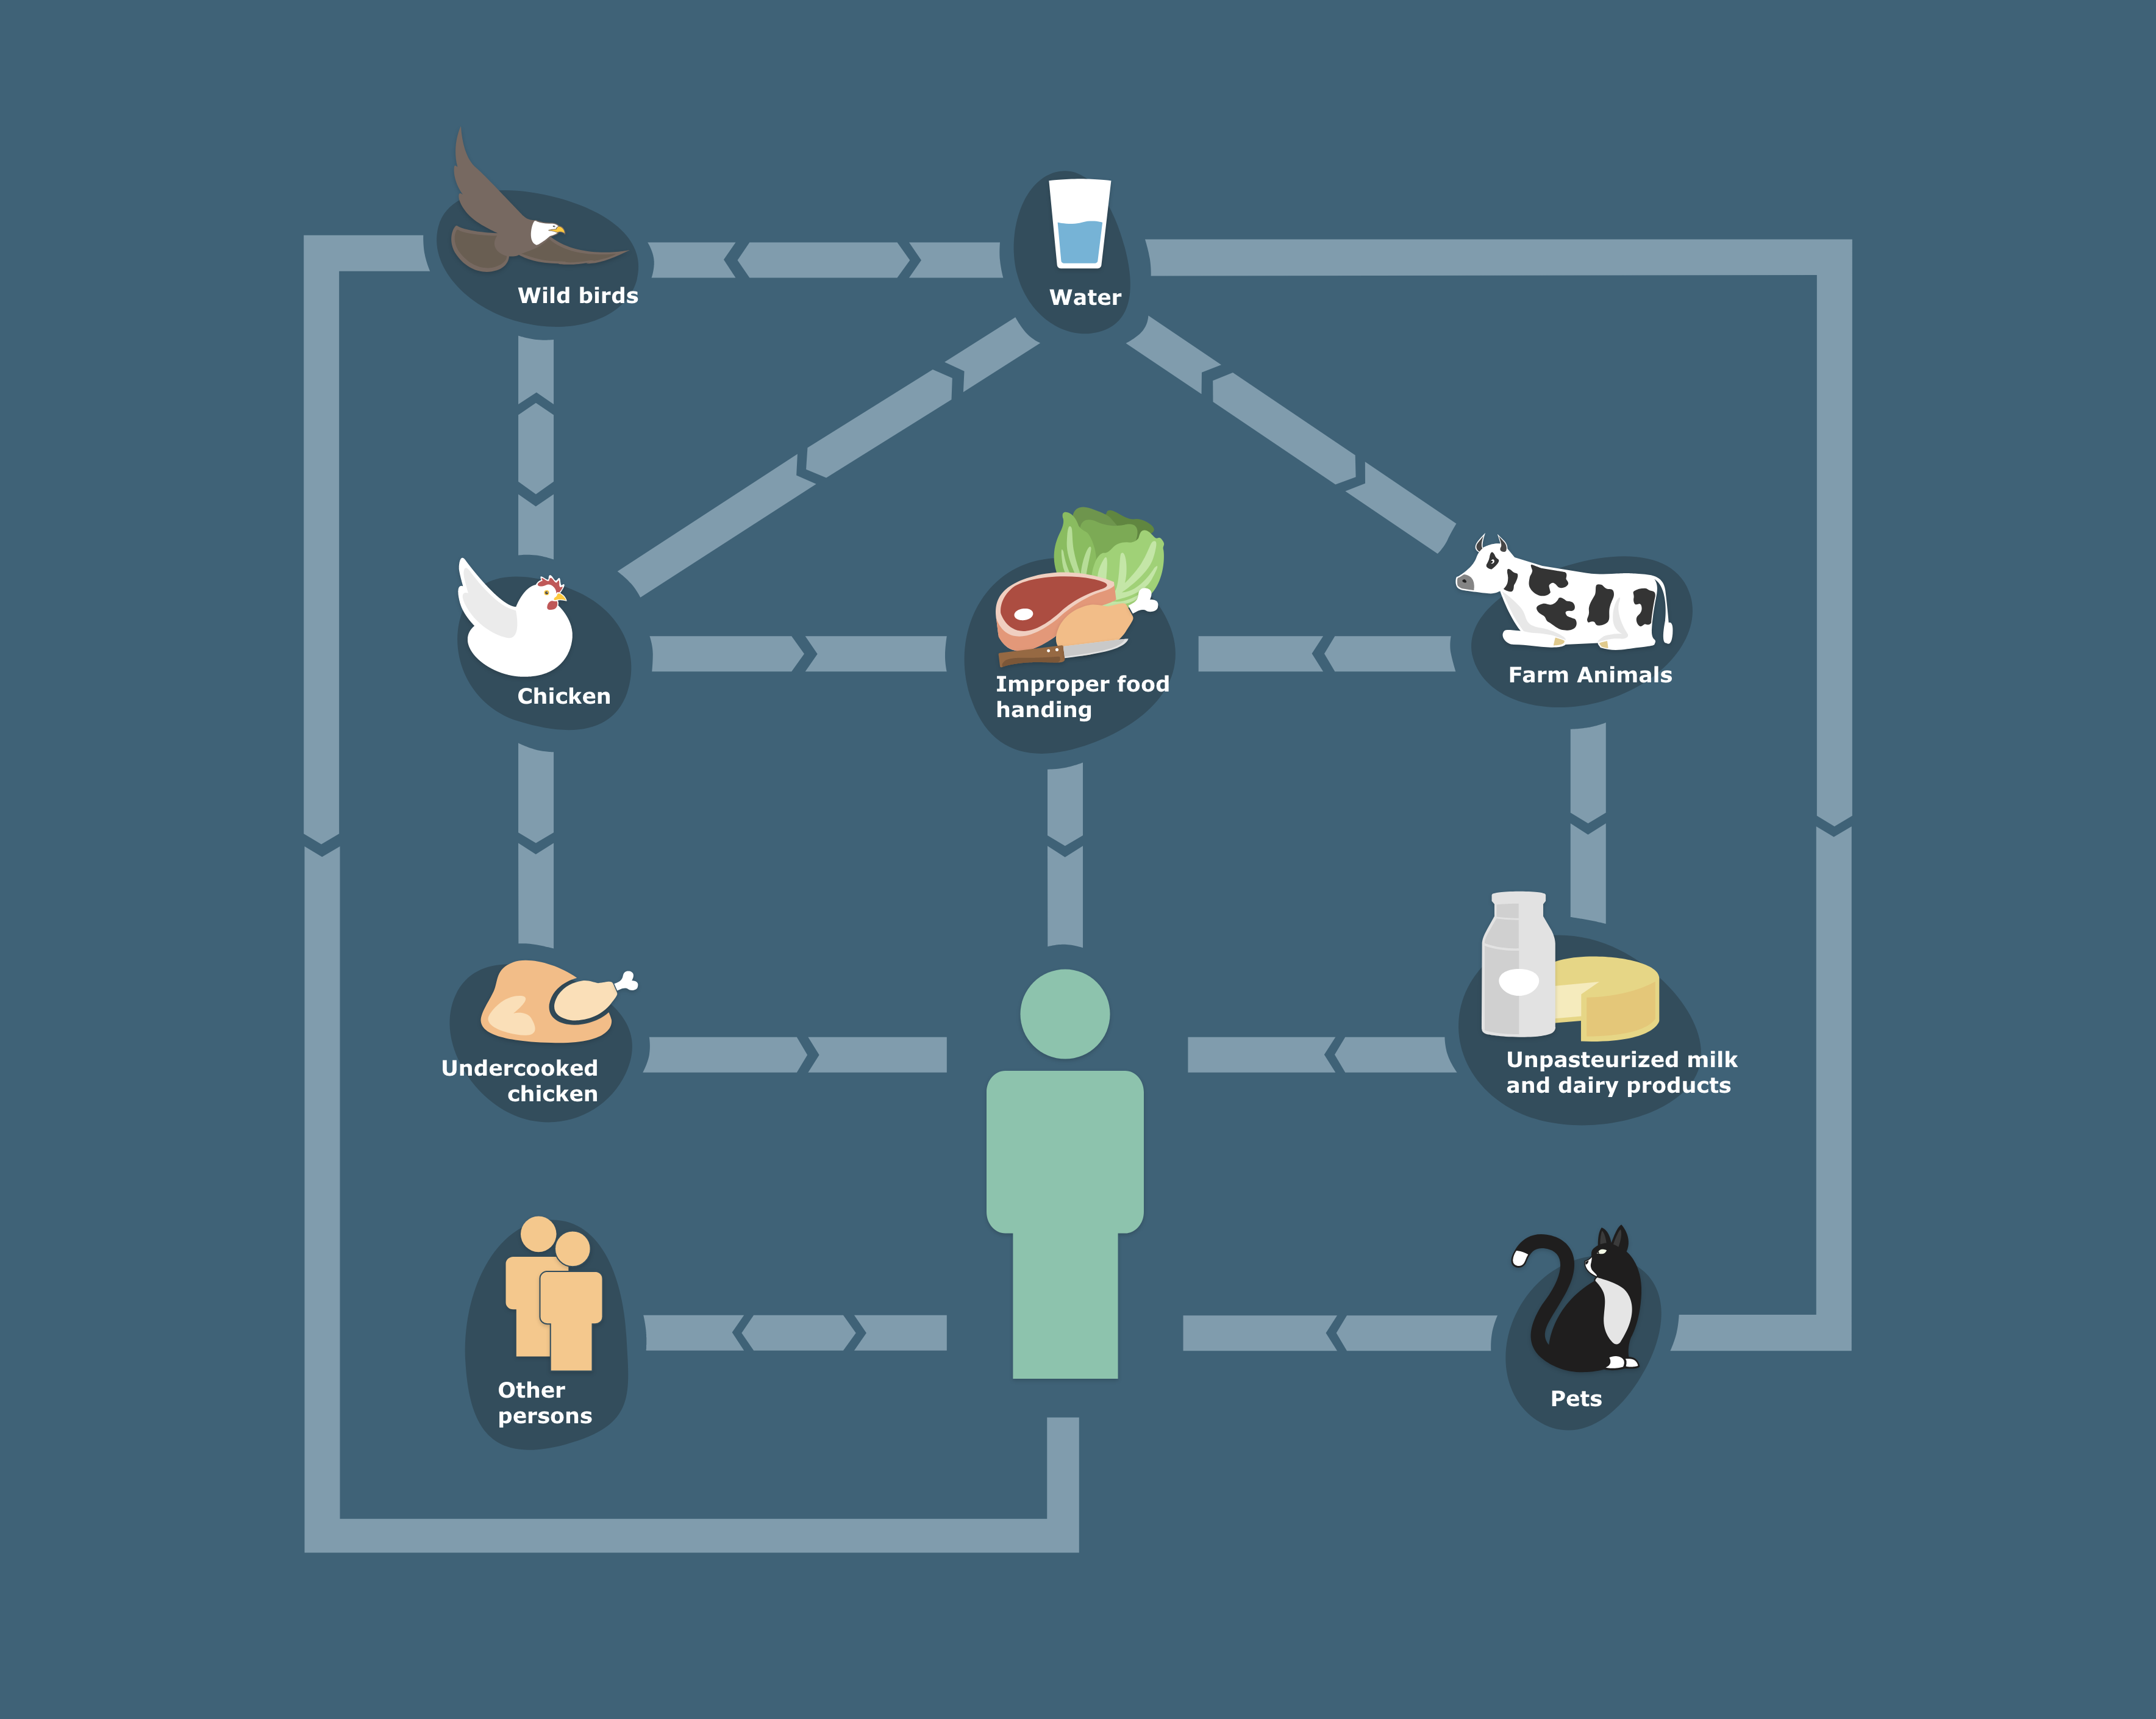 Wild birds
Water
Chicken
Improper food
handing
Farm Animals
Undercooked
chicken
Unpasteurized milk
and dairy products
Other
persons
Pets